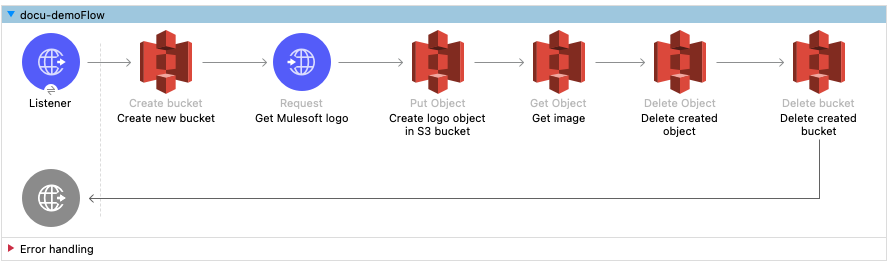 docu-demoFlow
Listener
Create bucket
Create new bucket
Request
Get Mulesoft logo
Put Object
Create logo object
in S3 bucket
Get Object
Get image
Delete Object
Delete created
object
Delete bucket
Delete created
bucket
Error handling